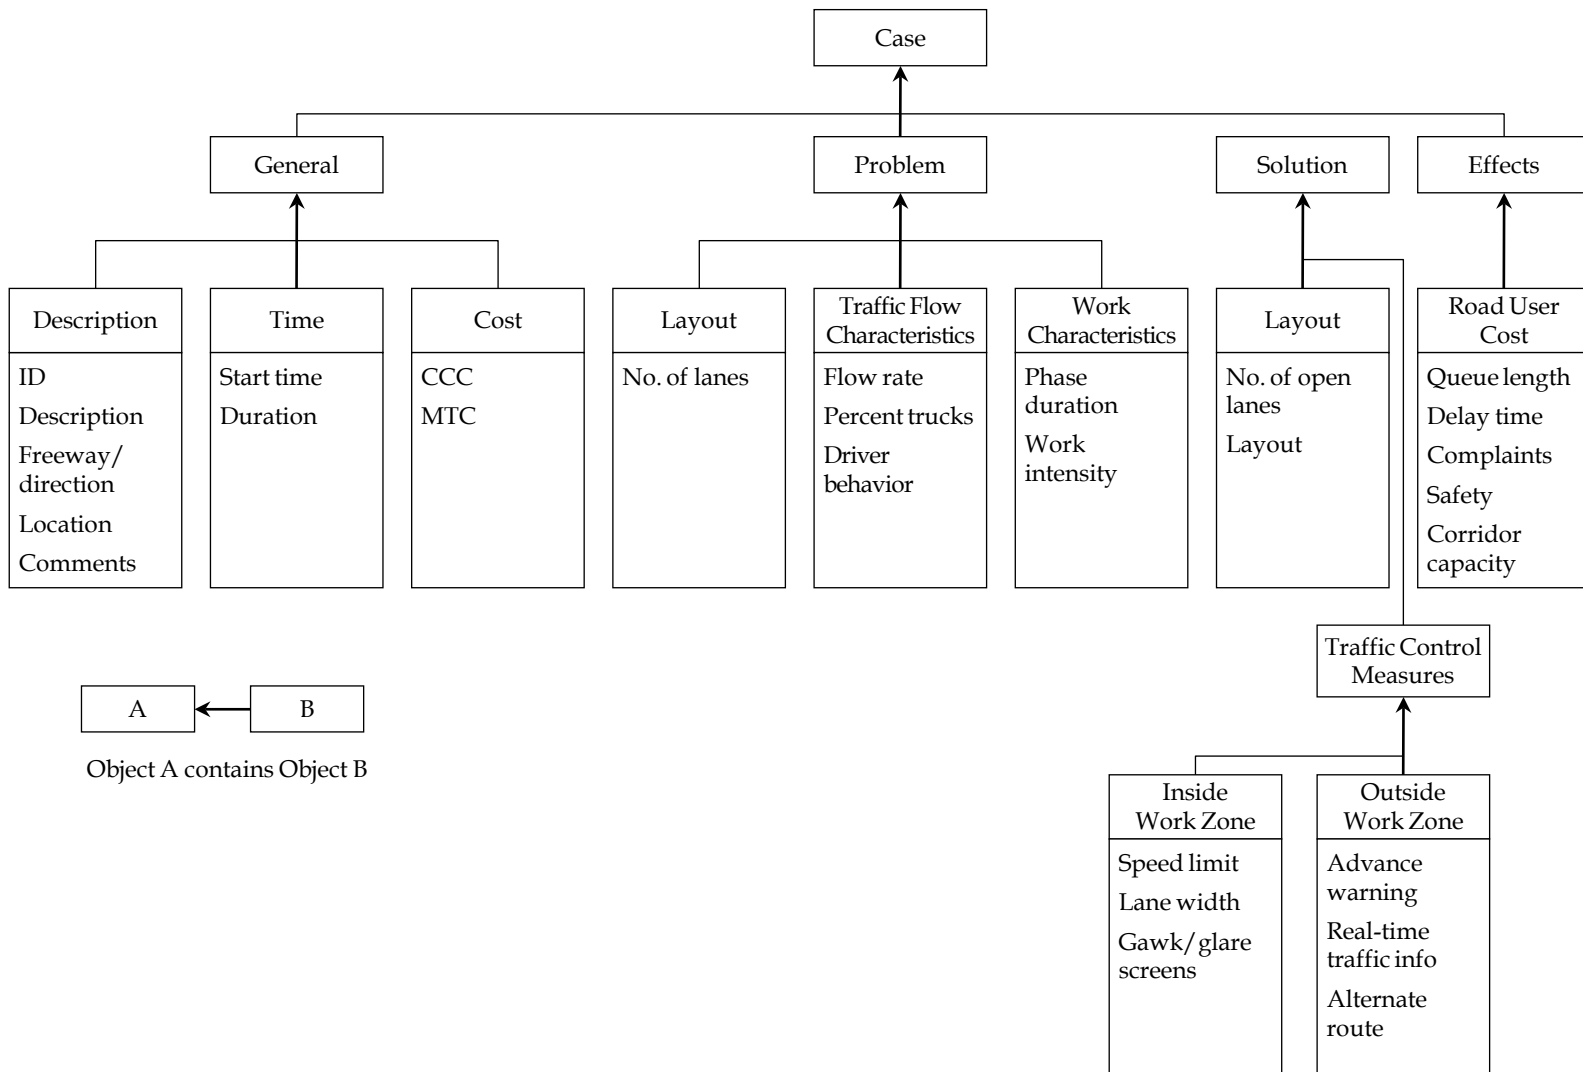 Case
General
Problem
Solution
Effects
Description
ID
Description
Freeway/
direction
Location
Comments
Time
Start time
Duration
Cost
CCC
MTC
Layout
No. of lanes
Traffic Flow
Characteristics
Flow rate
Percent trucks
Driver
behavior
Work
Characteristics
Phase
duration
Work
intensity
Layout
No. of open
lanes
Layout
Road User
Cost
Queue length
Delay time
Complaints
Safety
Corridor
capacity
Traffic Control
Measures
A
B
Object A contains Object B
Inside
Work Zone
Speed limit
Lane width
Gawk/glare
screens
Outside
Work Zone
Advance
warning
Real-time
traffic info
Alternate
route